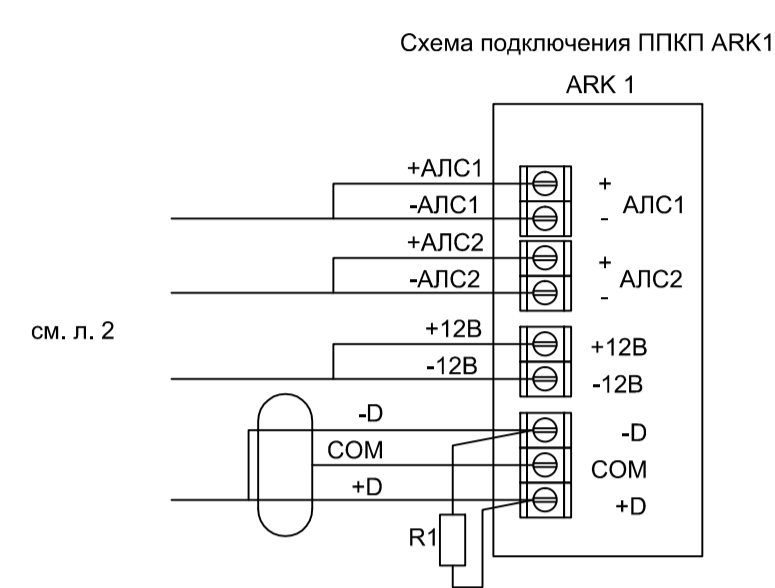 Схема подключения ППКП ARK1
ARK 1
+АЛС1
+
-АЛС1
-
АЛС1
+АЛС2
+
-АЛС2
-
АЛС2
см. л. 2
+12В
+12В
-12В
-12В
-D
-D
COM
COM
+D
+D
R1